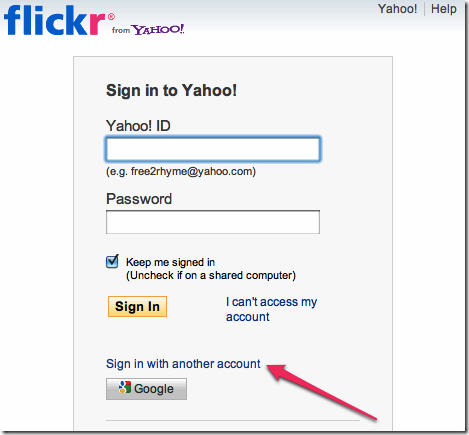 flickr® from YAHOO!
Yahoo! Help
Sign in to Yahoo!
Yahoo! ID
(e.g. free2rhyme@yahoo.com)
Password
Keep me signed in
(Uncheck if on a shared computer)
Sign In
I can't access my
account
Sign in with another account
Google